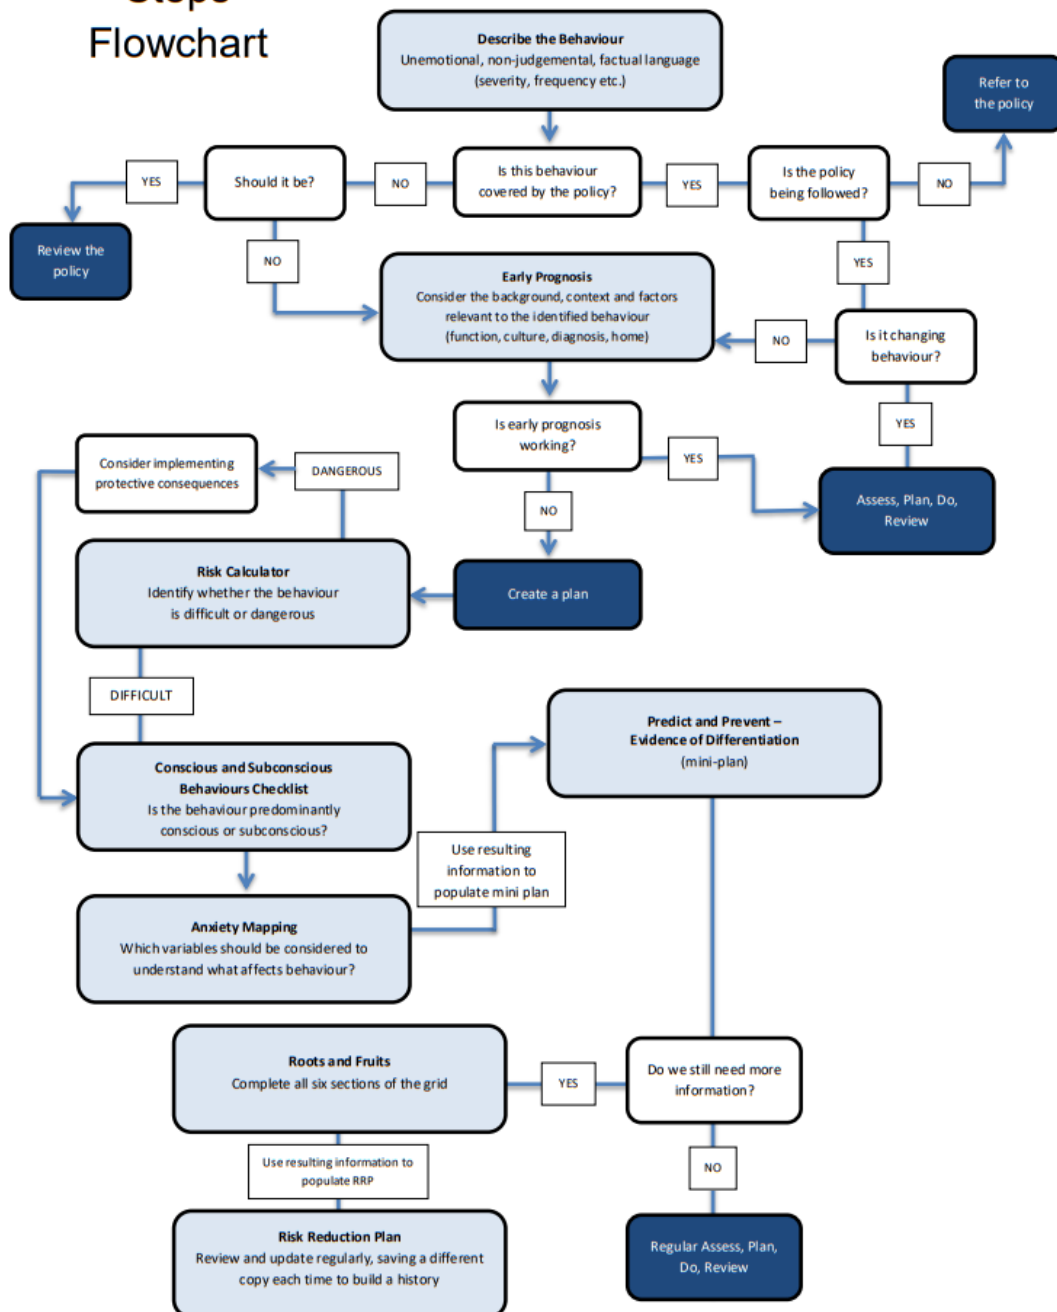 Steps
Flowchart
Describe the Behaviour
Unemotional, non-judgemental, factual language
(severity, frequency etc.)
Refer to
the policy
YES
Should it be?
NO
Is this behaviour
covered by the policy?
YES
Is the policy
being followed?
NO
Review the
policy
NO
YES
Early Prognosis
Consider the background, context and factors
relevant to the identified behaviour
(function, culture, diagnosis, home)
NO
Is it changing
behaviour?
Is early prognosis
working?
YES
YES
Consider implementing
protective consequences
DANGEROUS
NO
Assess, Plan, Do,
Review
Risk Calculator
Identify whether the behaviour
is difficult or dangerous
Create a plan
DIFFICULT
Predict and Prevent –
Evidence of Differentiation
(mini-plan)
Conscious and Subconscious
Behaviours Checklist
Is the behaviour predominantly
conscious or subconscious?
Use resulting
information to
populate mini plan
Anxiety Mapping
Which variables should be considered to
understand what affects behaviour?
Roots and Fruits
Complete all six sections of the grid
YES
Do we still need more
information?
Use resulting information to
populate RRP
NO
Risk Reduction Plan
Review and update regularly, saving a different
copy each time to build a history
Regular Assess, Plan,
Do, Review